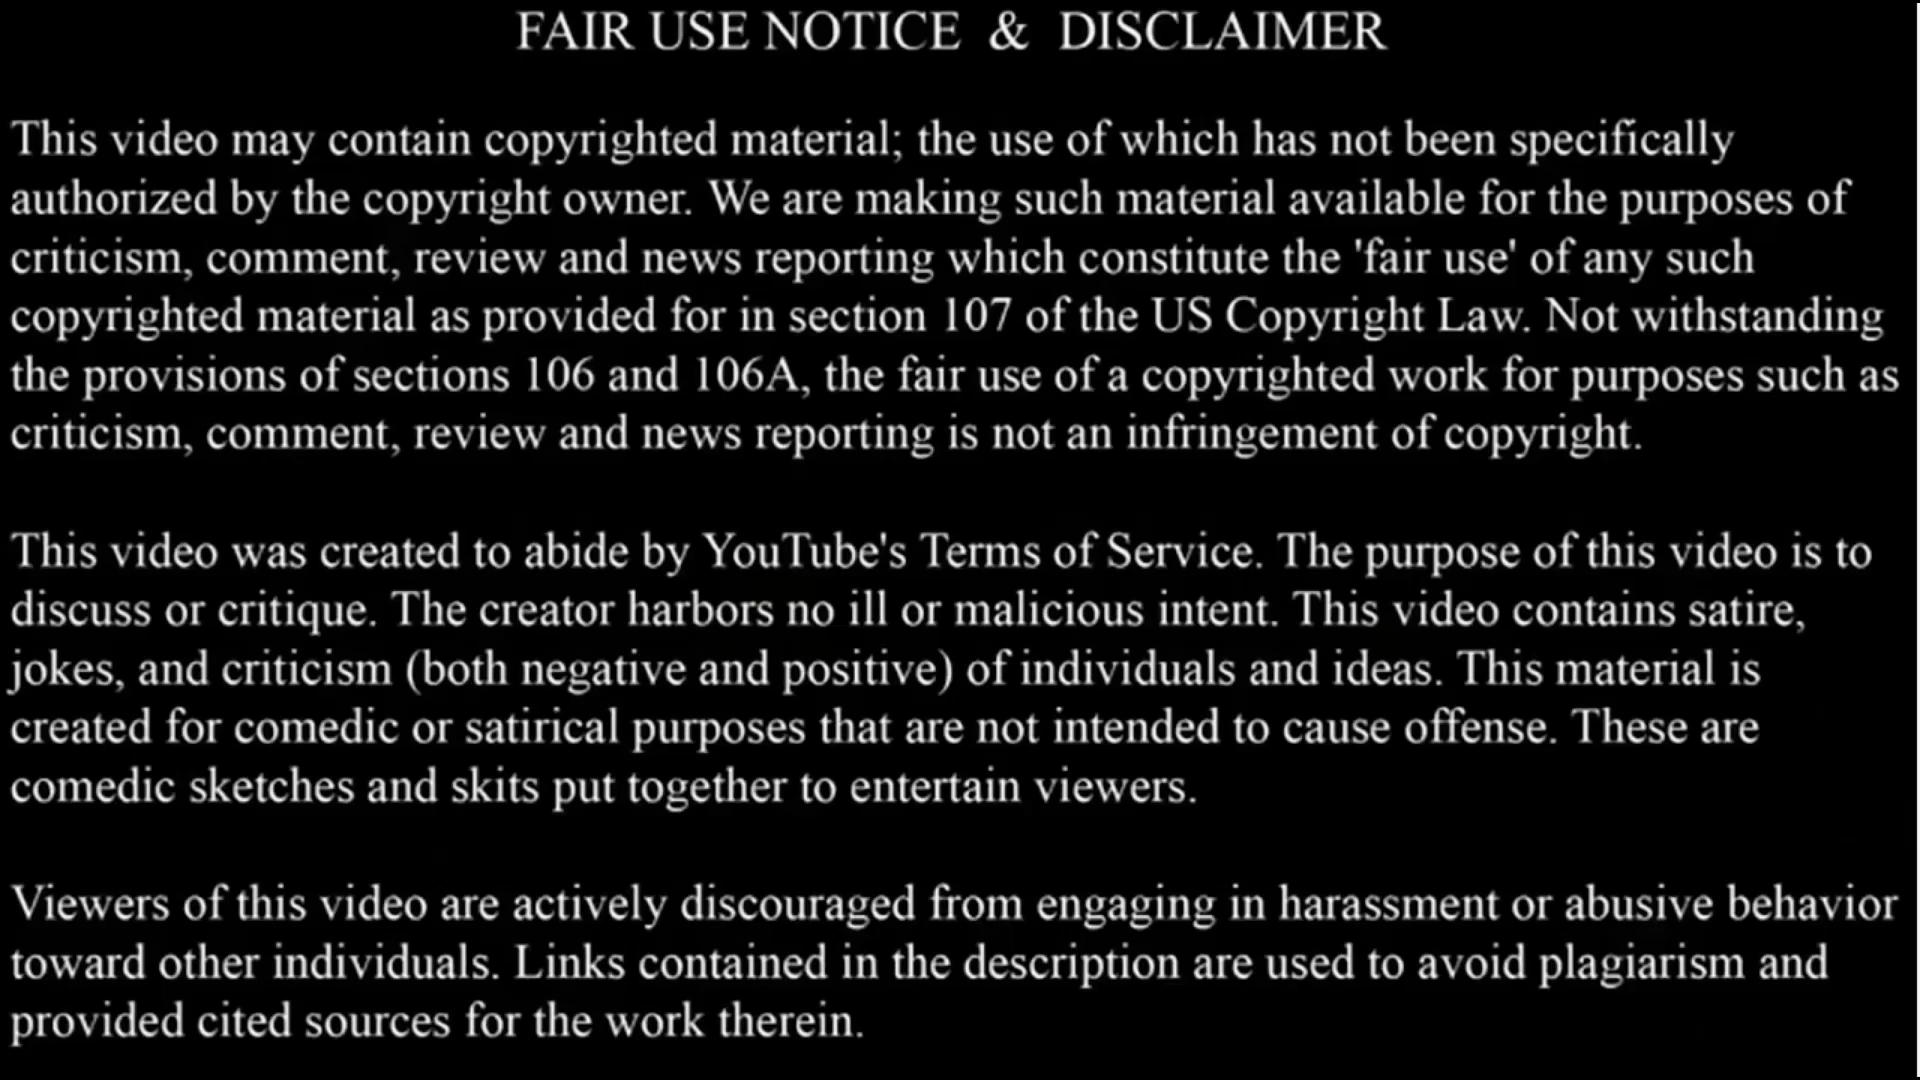 FAIR USE NOTICE & DISCLAIMER
This video may contain copyrighted material; the use of which has not been specifically
authorized by the copyright owner. We are making such material available for the purposes of
criticism, comment, review and news reporting which constitute the 'fair use' of any such
copyrighted material as provided for in section 107 of the US Copyright Law. Not withstanding
the provisions of sections 106 and 106A, the fair use of a copyrighted work for purposes such as
criticism, comment, review and news reporting is not an infringement of copyright.
This video was created to abide by YouTube's Terms of Service. The purpose of this video is to
discuss or critique. The creator harbors no ill or malicious intent. This video contains satire,
jokes, and criticism (both negative and positive) of individuals and ideas. This material is
created for comedic or satirical purposes that are not intended to cause offense. These are
comedic sketches and skits put together to entertain viewers.
Viewers of this video are actively discouraged from engaging in harassment or abusive behavior
toward other individuals. Links contained in the description are used to avoid plagiarism and
provided cited sources for the work therein.